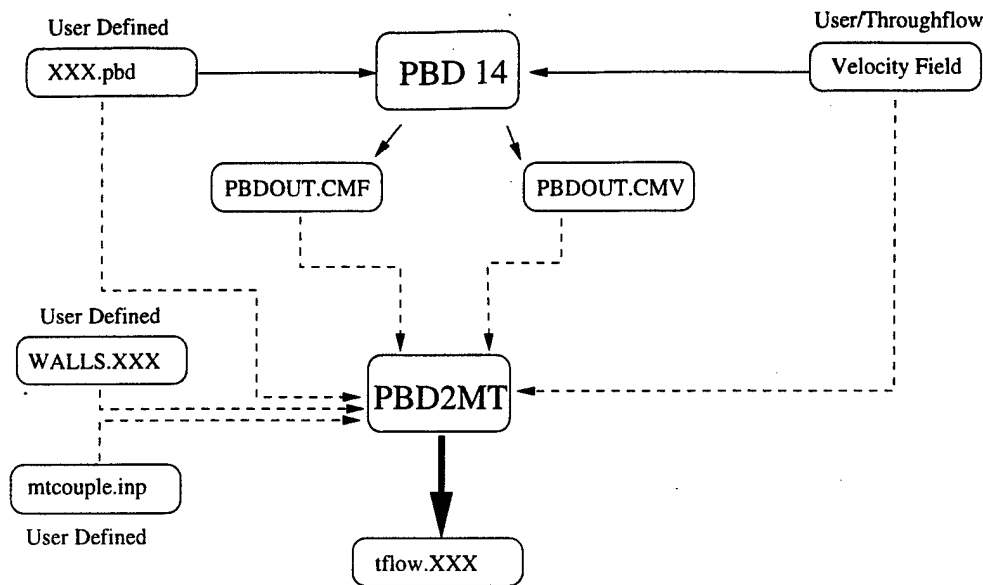 User Defined
User/Throughflow
XXX.pbd
PBD 14
Velocity Field
PBDOUT.CMF
PBDOUT.CMV
User Defined
WALLS.XXX
PBD2MT
mtcouple.inp
User Defined
tflow.XXX